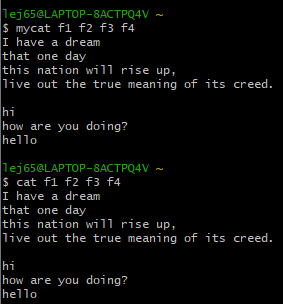 lej65@LAPTOP-8ACTPQ4V ~
$ mycat f1 f2 f3 f4
I have a dream
that one day
this nation will rise up,
live out the true meaning of its creed.

hi
how are you doing?
hello

lej65@LAPTOP-8ACTPQ4V ~
$ cat f1 f2 f3 f4
I have a dream
that one day
this nation will rise up,
live out the true meaning of its creed.

hi
how are you doing?
hello